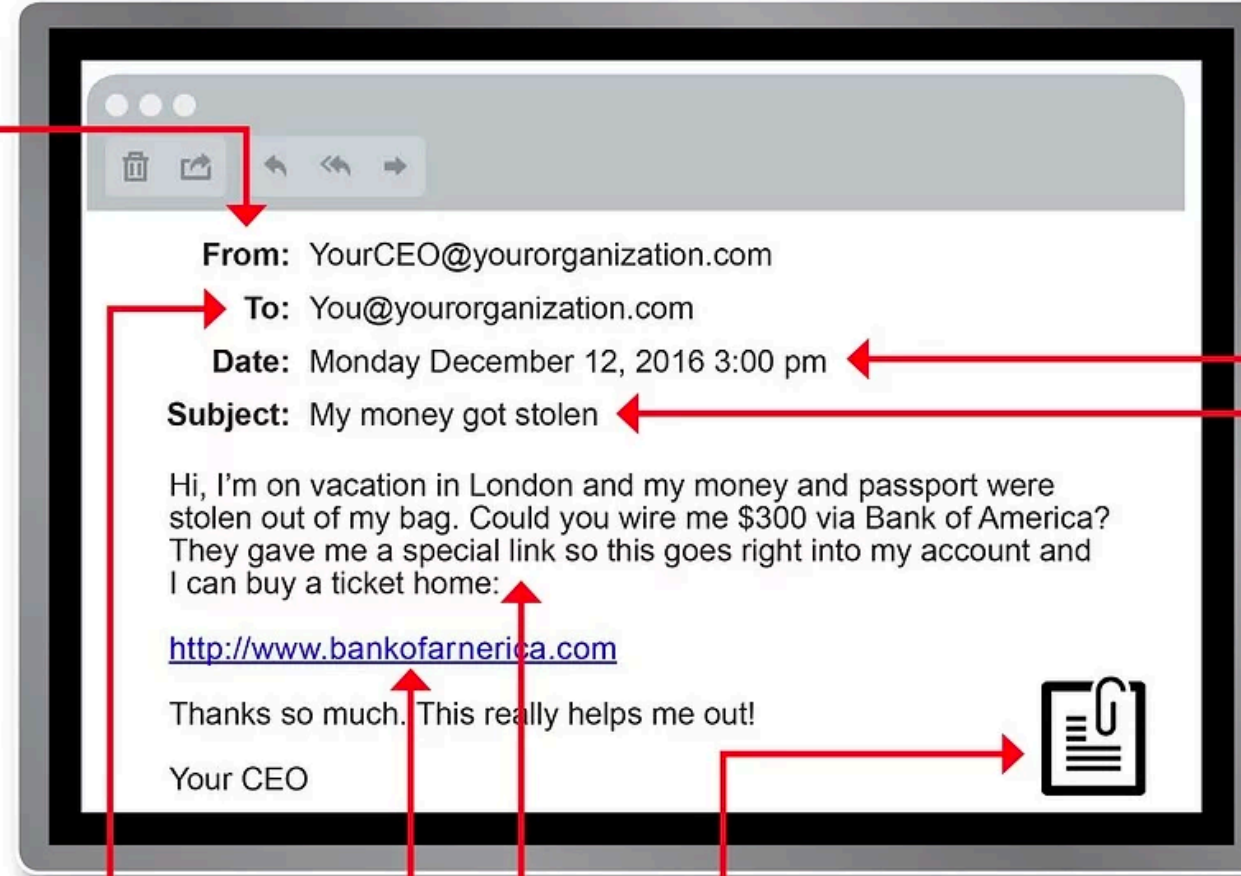 From: YourCEO@yourorganization.com
To: You@yourorganization.com
Date: Monday December 12, 2016 3:00 pm
Subject: My money got stolen
Hi, I'm on vacation in London and my money and passport were
stolen out of my bag. Could you wire me $300 via Bank of America?
They gave me a special link so this goes right into my account and
I can buy a ticket home:
http://www.bankofarnerica.com
Thanks so much. This really helps me out!
Your CEO